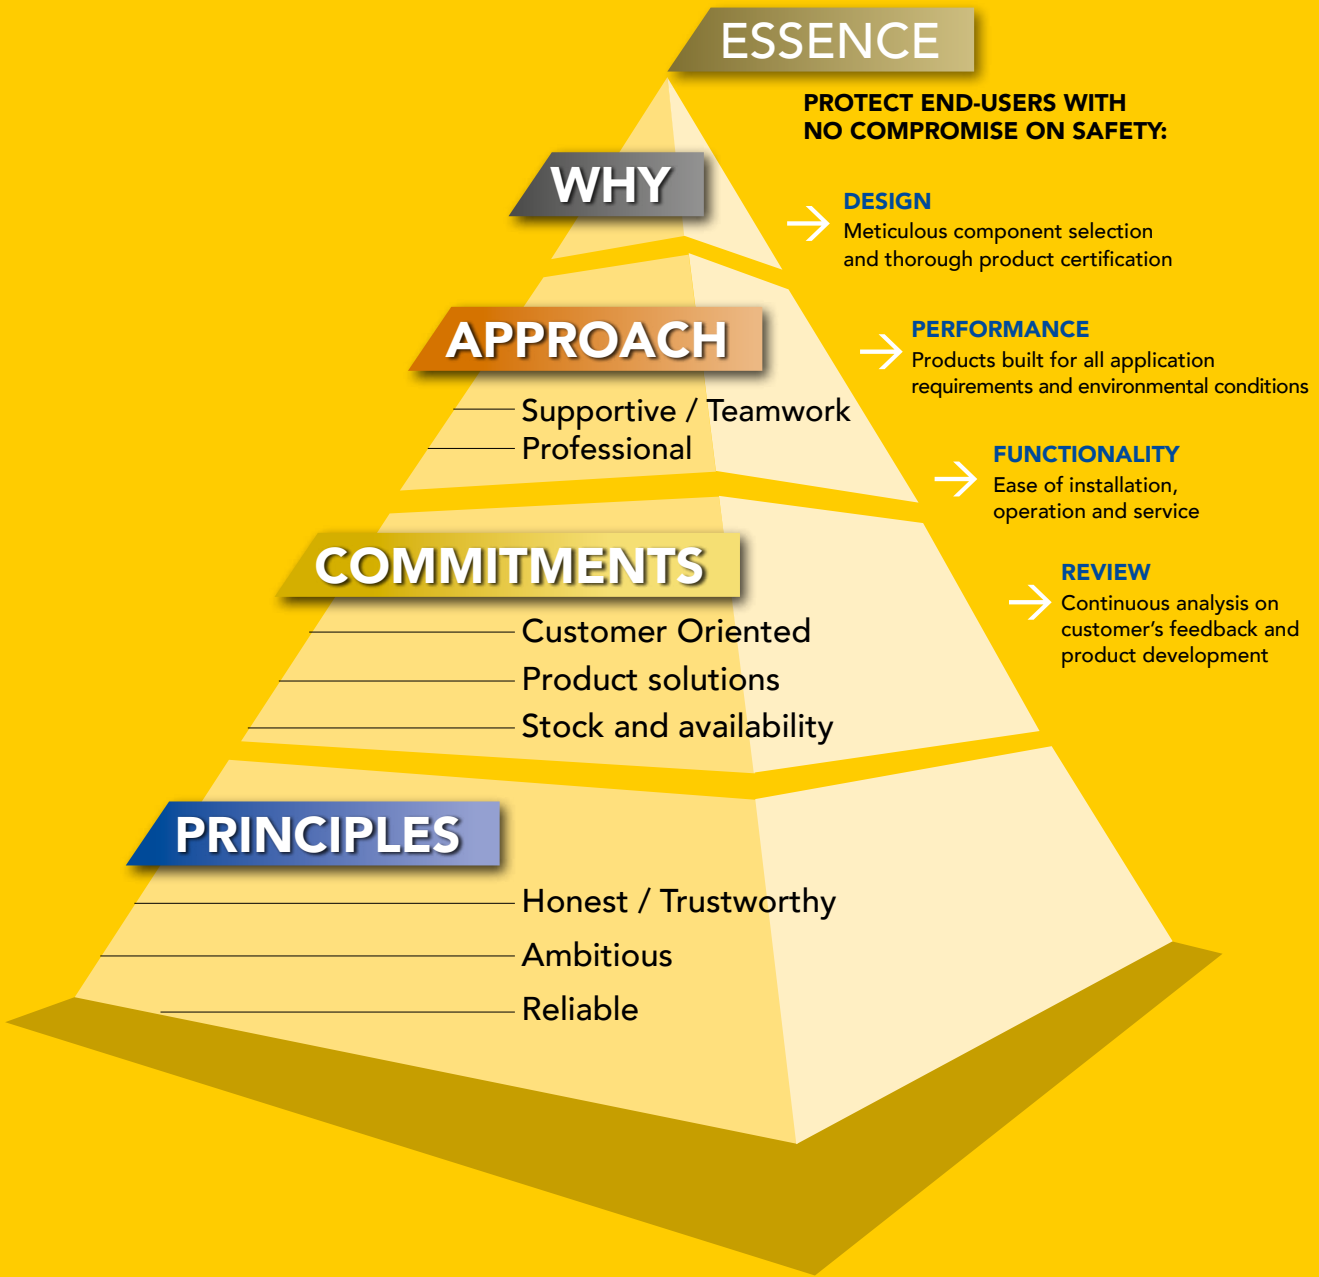 ESSENCE
PROTECT END-USERS WITH
NO COMPROMISE ON SAFETY:
WHY
DESIGN
Meticulous component selection
and thorough product certification
APPROACH
Supportive / Teamwork
Professional
PERFORMANCE
Products built for all application
requirements and environmental conditions
FUNCTIONALITY
Ease of installation,
operation and service
COMMITMENTS
Customer Oriented
Product solutions
Stock and availability
REVIEW
Continuous analysis on
customer’s feedback and
product development
PRINCIPLES
Honest / Trustworthy
Ambitious
Reliable